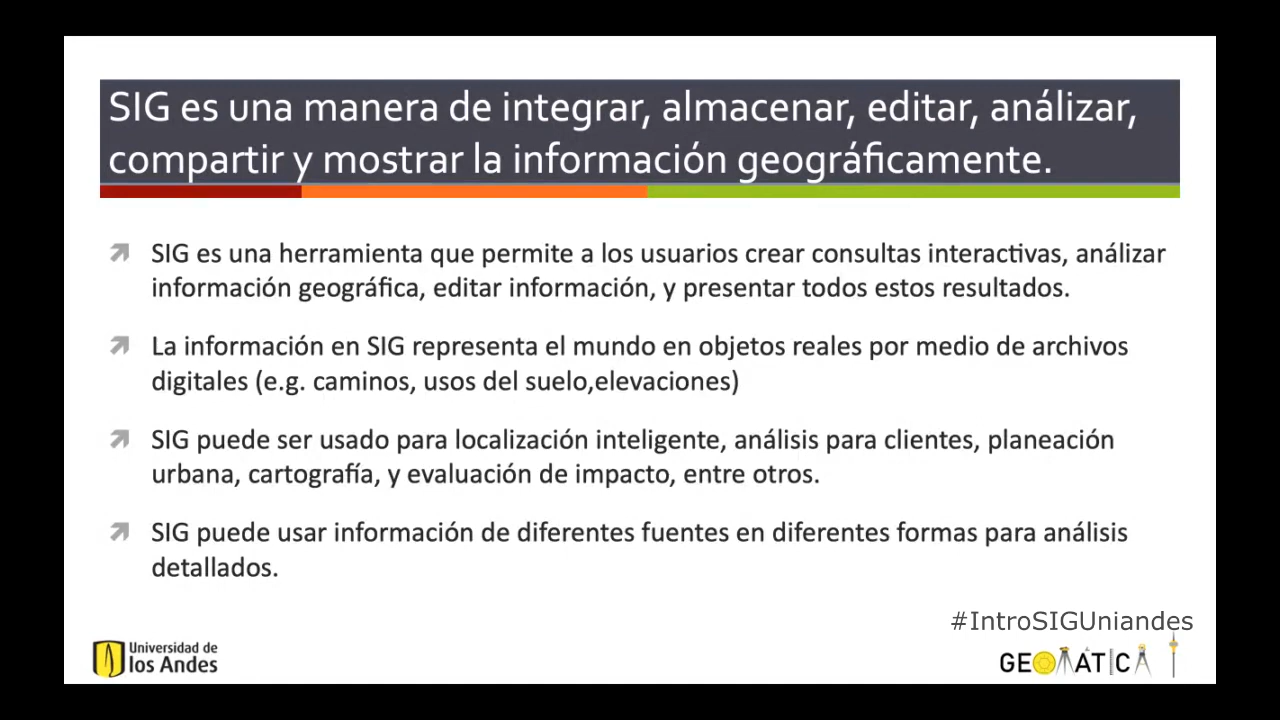 SIG es una manera de integrar, almacenar, editar, análizar,
compartir y mostrar la información geográficamente.
SIG es una herramienta que permite a los usuarios crear consultas interactivas, análizar
información geográfica, editar información, y presentar todos estos resultados.
La información en SIG representa el mundo en objetos reales por medio de archivos
digitales (e.g. caminos, usos del suelo,elevaciones)
SIG puede ser usado para localización inteligente, análisis para clientes, planeación
urbana, cartografía, y evaluación de impacto, entre otros.
SIG puede usar información de diferentes fuentes en diferentes formas para análisis
detallados.
#IntroSIGUniandes
Universidad de
los Andes
GEOMÁTICA